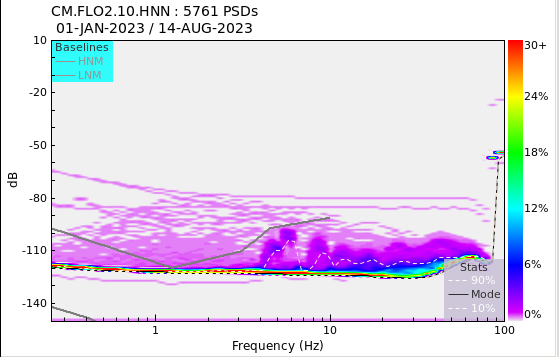 CM.FLO2.10.HNN : 5761 PSDs
01-JAN-2023 / 14-AUG-2023
10
-20
-50
-80
-110
-140
dB
Baselines
HNM
LNM
30+
24%
18%
12%
6%
0%
Stats
90%
Mode
10%
1
10
100
Frequency (Hz)